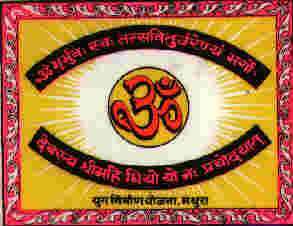 ॐ भूर्भुवः स्वः तत्सवितुर्वरेण्यं भर्गो
ॐ
देवस्य धीमहि धियो यो नः प्रचोदयात्
युग निर्माण योजना, मथुरा